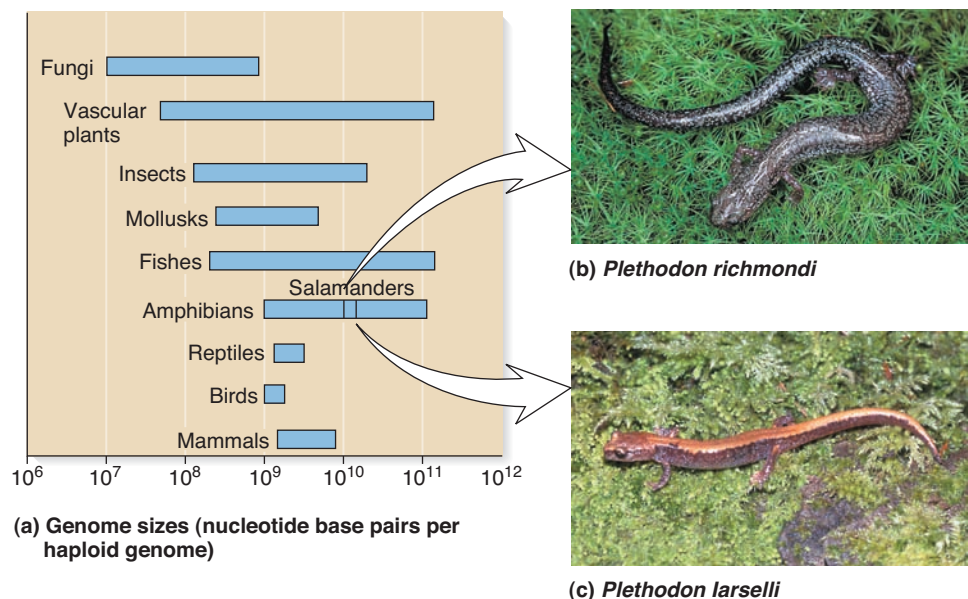 Fungi
Vascular
plants
Insects
Mollusks
Fishes
Salamanders
Amphibians
Reptiles
Birds
Mammals
10⁶ 10⁷ 10⁸ 10⁹ 10¹⁰ 10¹¹ 10¹²
(a) Genome sizes (nucleotide base pairs per
haploid genome)
(b) Plethodon richmondi
(c) Plethodon larselli